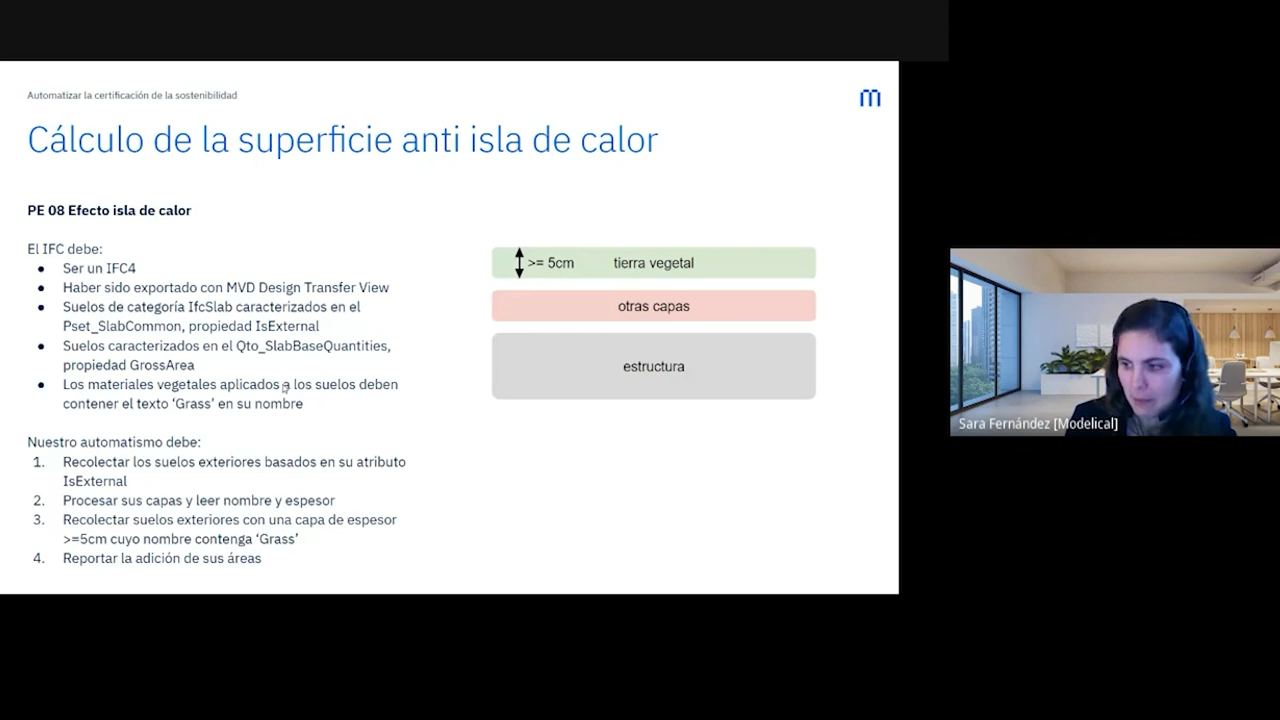 Automatizar la certificación de la sostenibilidad
Cálculo de la superficie anti isla de calor
PE 08 Efecto isla de calor
El IFC debe:
● Ser un IFC4
● Haber sido exportado con MVD Design Transfer View
● Suelos de categoría IfcSlab caracterizados en el
Pset_SlabCommon, propiedad IsExternal
● Suelos caracterizados en el Qto_SlabBaseQuantities,
propiedad GrossArea
● Los materiales vegetales aplicados a los suelos deben
contener el texto ‘Grass’ en su nombre
Nuestro automatismo debe:
1. Recolectar los suelos exteriores basados en su atributo
IsExternal
2. Procesar sus capas y leer nombre y espesor
3. Recolectar suelos exteriores con una capa de espesor
>=5cm cuyo nombre contenga ‘Grass’
4. Reportar la adición de sus áreas
>= 5cm tierra vegetal
otras capas
estructura
Sara Fernández [Modelical]